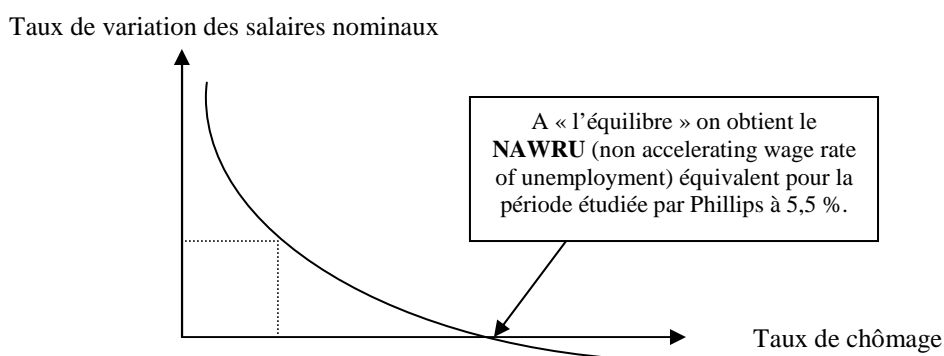 Taux de variation des salaires nominaux
A « l’équilibre » on obtient le
NAWRU (non accelerating wage rate
of unemployment) équivalent pour la
période étudiée par Phillips à 5,5 %.
Taux de chômage